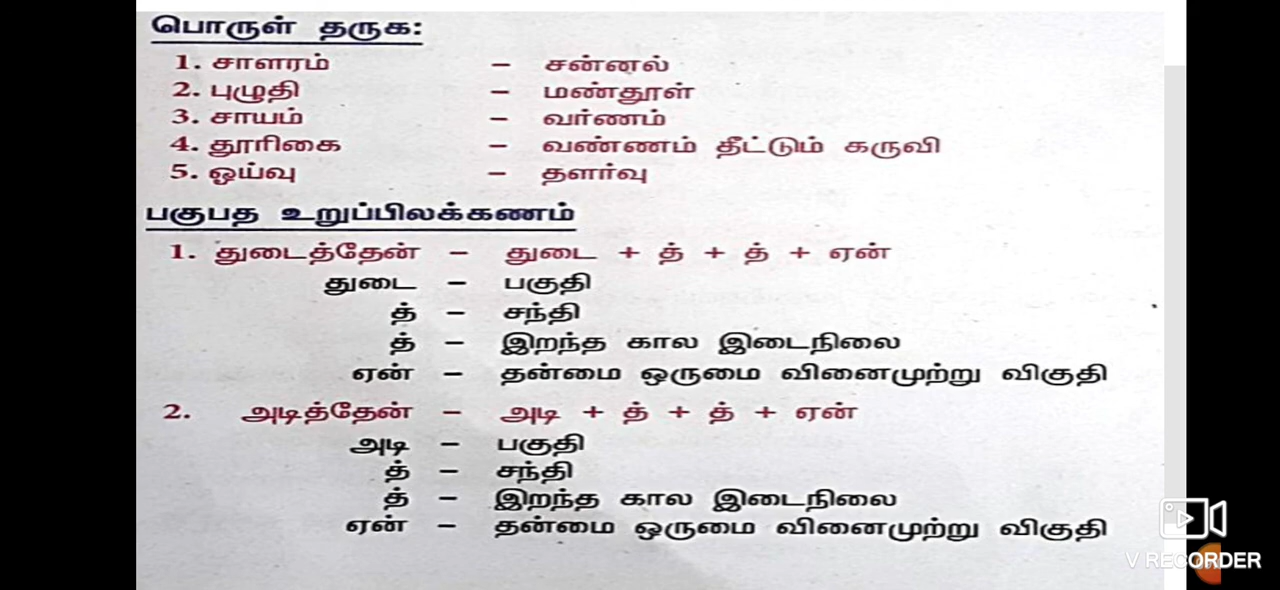 பொருள் தருக:
1. சாளரம் – சன்னல்
2. புழுதி – மண்தூள்
3. சாயம் – வர்ணம்
4. தூரிகை – வண்ணம் தீட்டும் கருவி
5. ஓய்வு – தளர்வு
பகுபத உறுப்பிலக்கணம்
1. துடைத்தேன் – துடை + த் + த் + ஏன்
துடை – பகுதி
த் – சந்தி
த் – இறந்த கால இடைநிலை
ஏன் – தன்மை ஒருமை வினைமுற்று விகுதி
2. அடித்தேன் – அடி + த் + த் + ஏன்
அடி – பகுதி
த் – சந்தி
த் – இறந்த கால இடைநிலை
ஏன் – தன்மை ஒருமை வினைமுற்று விகுதி
V RECORDER